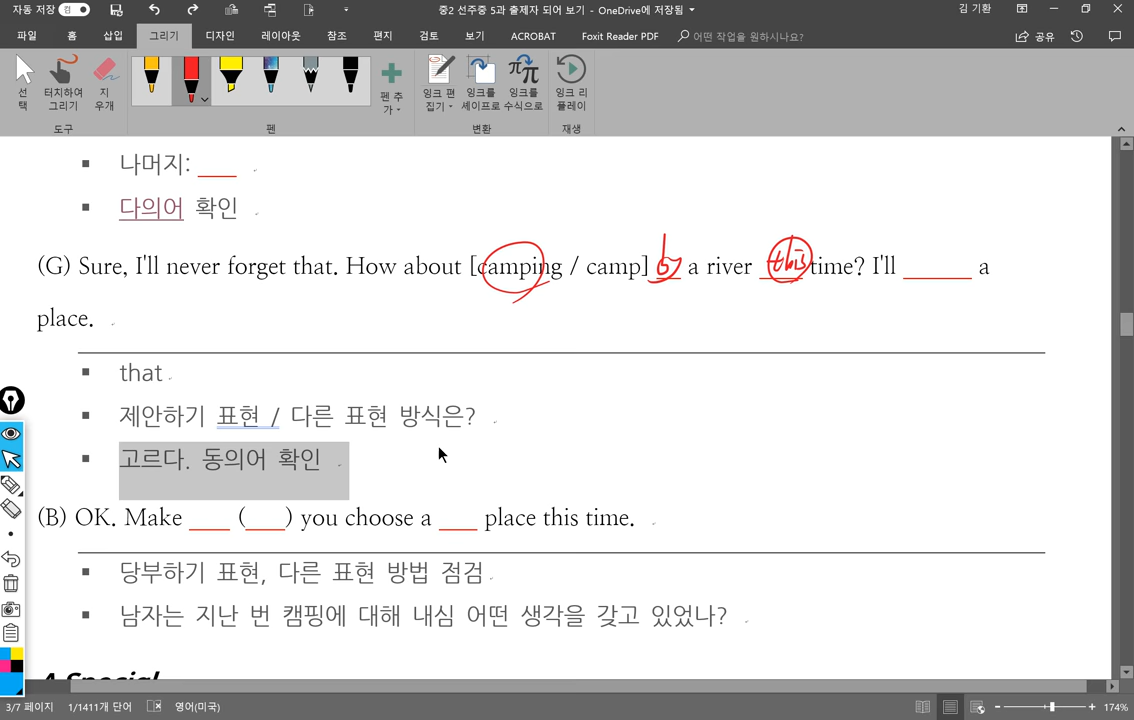 자동 저장 컴 중2 선주중 5과 출제자 되어 보기 - OneDrive에 저장됨 김 기환
파일 홈 삽입 그리기 디자인 레이아웃 참조 편지 검토 보기 ACROBAT Foxit Reader PDF 어떤 작업을 원하시나요? 공유
선택 터치하여 그리기 지우개 펜 추가 잉크 편집기 잉크를 셰이프로 잉크를 수식으로 잉크 리플레이
도구 펜 변환 재생
▪ 나머지: ____
▪ 다의어 확인
(G) Sure, I'll never forget that. How about [camping / camp] by a river this time? I'll ______ a
place.
▪ that
▪ 제안하기 표현 / 다른 표현 방식은?
▪ 고르다. 동의어 확인
(B) OK. Make ____ (____) you choose a ____ place this time.
▪ 당부하기 표현, 다른 표현 방법 점검
▪ 남자는 지난 번 캠핑에 대해 내심 어떤 생각을 갖고 있었나?
A Special
3/7 페이지 1/1411개 단어 영어(미국) 174%